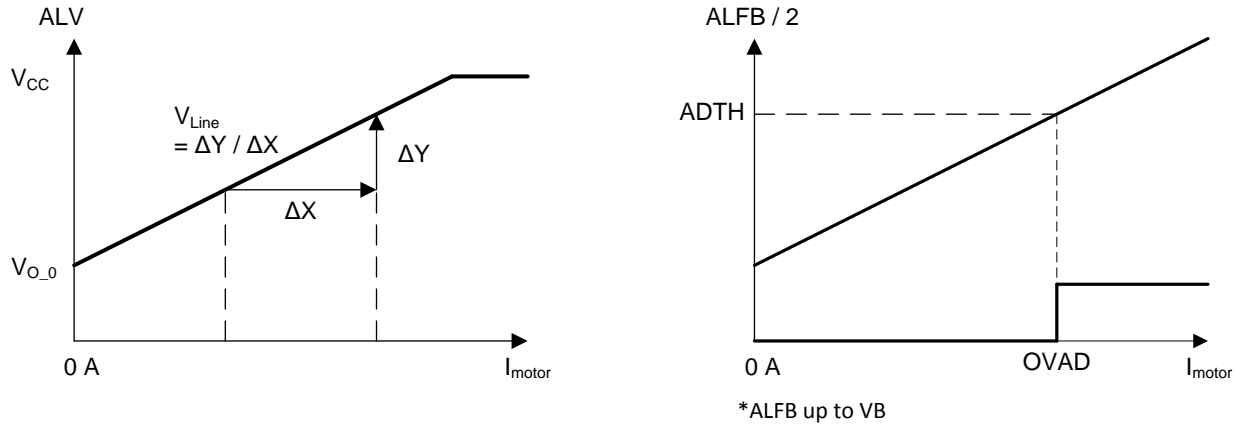 ALV
V_CC
V_Line
= ΔY / ΔX
ΔY
ΔX
V_O_0
0 A
I_motor
ALFB / 2
ADTH
0 A
OVAD
I_motor
*ALFB up to VB